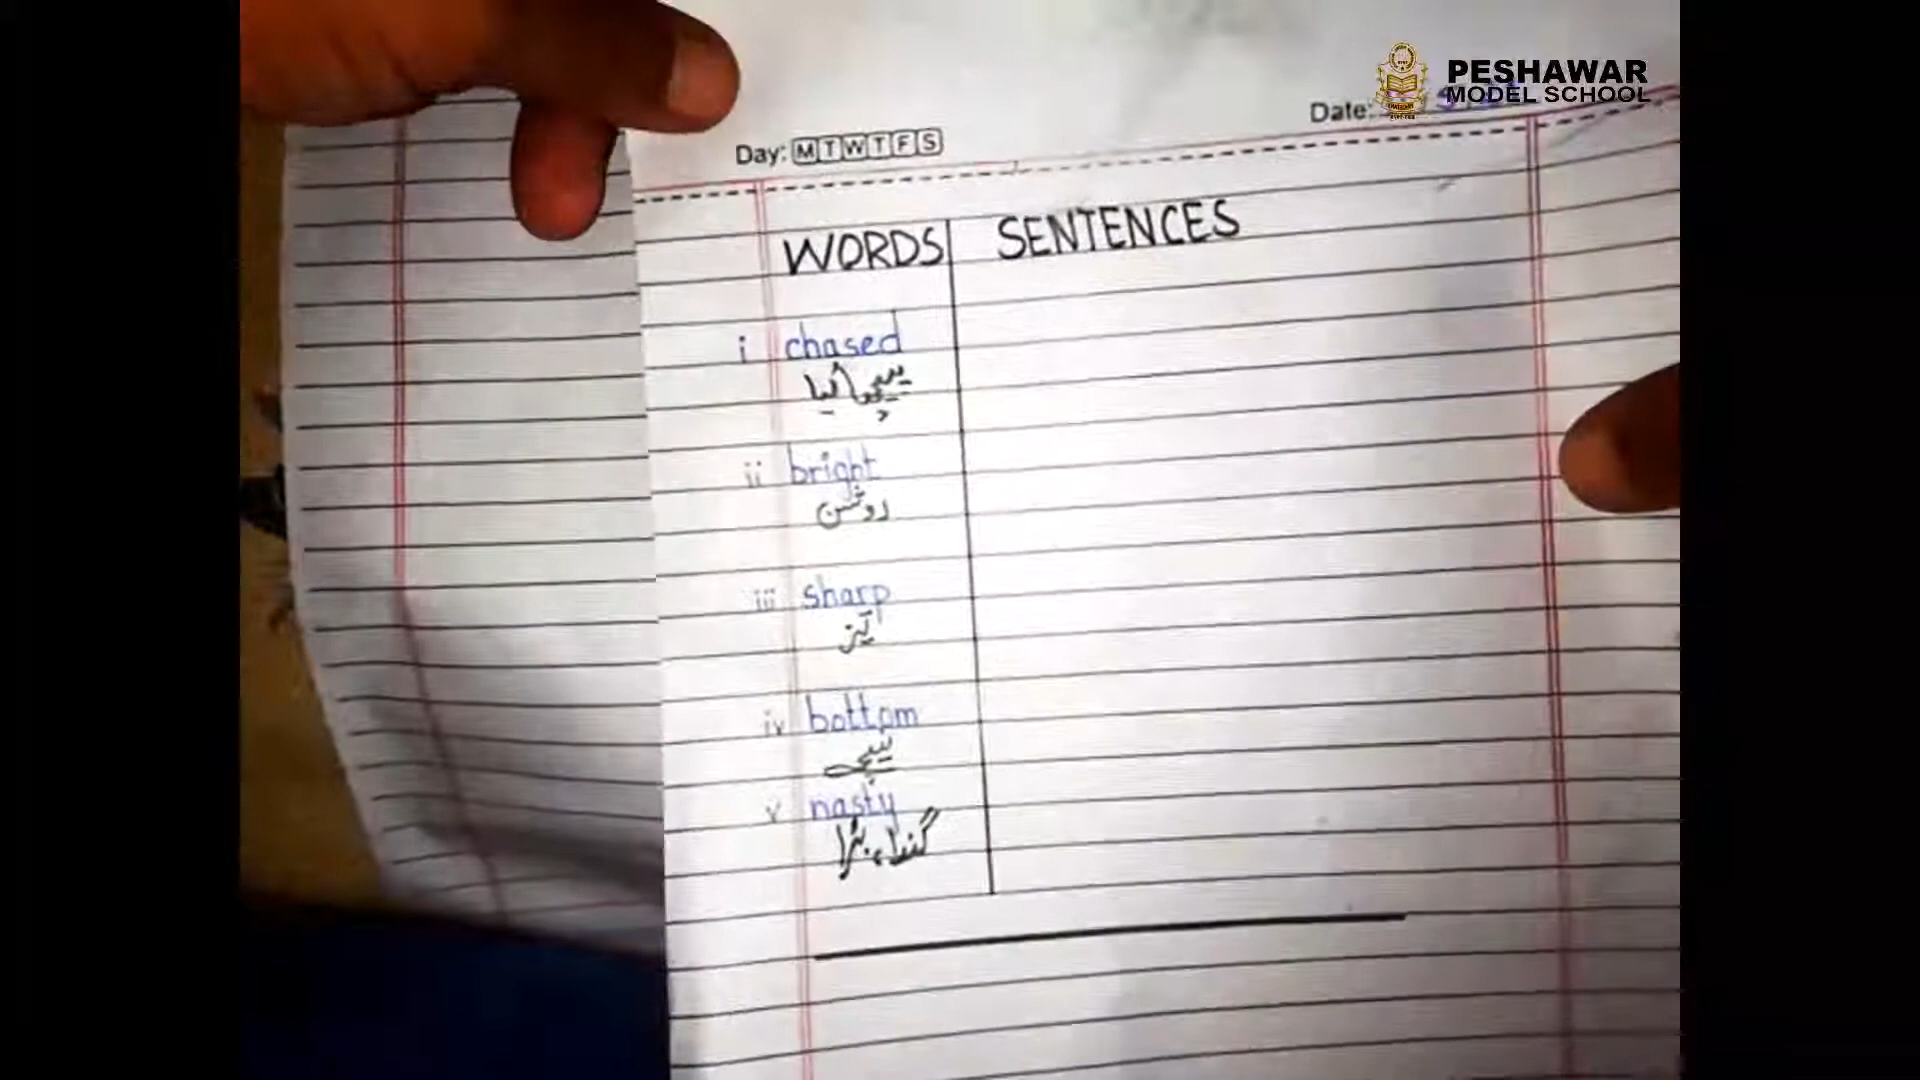 PESHAWAR
MODEL SCHOOL
Date:
Day: M T W T F S
WORDS SENTENCES
i chased
پیچھا کیا
ii bright
روشن
iii sharp
تیز
iv bottom
نیچے
v nasty
گندا، بُرا